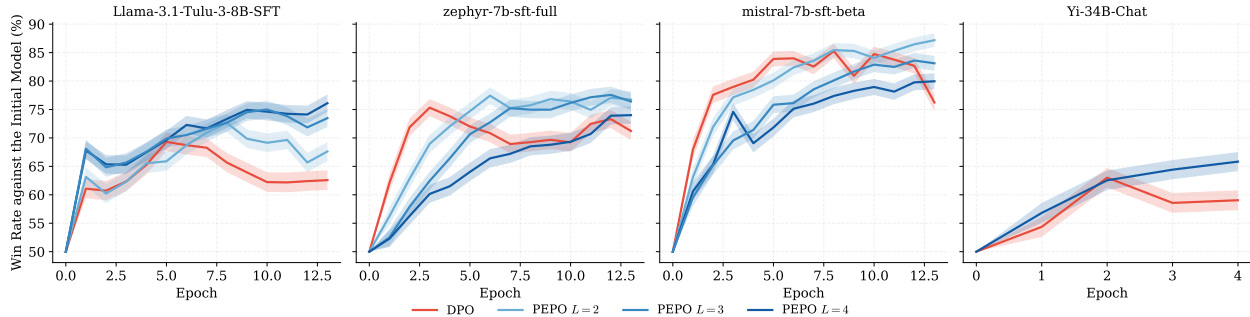 Llama-3.1-Tulu-3-8B-SFT
zephyr-7b-sft-full
mistral-7b-sft-beta
Yi-34B-Chat
Win Rate against the Initial Model (%)
90
85
80
75
70
65
60
55
50
0.0 2.5 5.0 7.5 10.0 12.5
0.0 2.5 5.0 7.5 10.0 12.5
0.0 2.5 5.0 7.5 10.0 12.5
0 1 2 3 4
Epoch
Epoch
Epoch
Epoch
DPO
PEPO L = 2
PEPO L = 3
PEPO L = 4